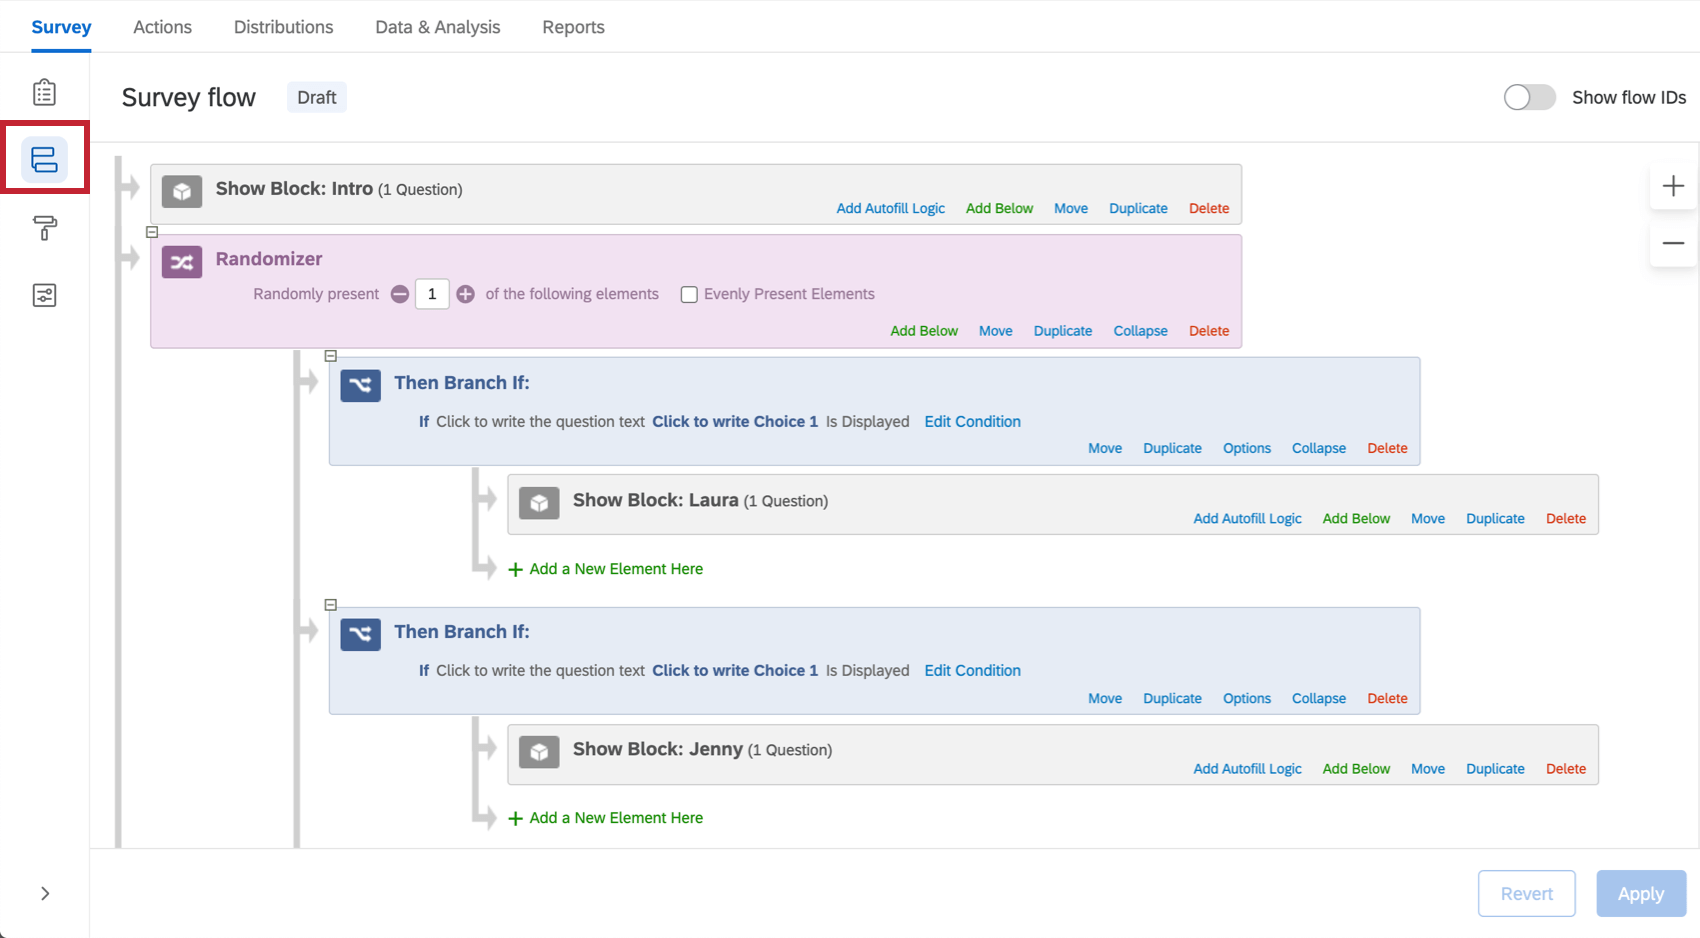 Survey Actions Distributions Data & Analysis Reports
Survey flow Draft Show flow IDs
Show Block: Intro (1 Question)
Add Autofill Logic Add Below Move Duplicate Delete
Randomizer
Randomly present 1 of the following elements Evenly Present Elements
Add Below Move Duplicate Collapse Delete
Then Branch If:
If Click to write the question text Click to write Choice 1 Is Displayed Edit Condition
Move Duplicate Options Collapse Delete
Show Block: Laura (1 Question)
Add Autofill Logic Add Below Move Duplicate Delete
+ Add a New Element Here
Then Branch If:
If Click to write the question text Click to write Choice 1 Is Displayed Edit Condition
Move Duplicate Options Collapse Delete
Show Block: Jenny (1 Question)
Add Autofill Logic Add Below Move Duplicate Delete
+ Add a New Element Here
Revert Apply